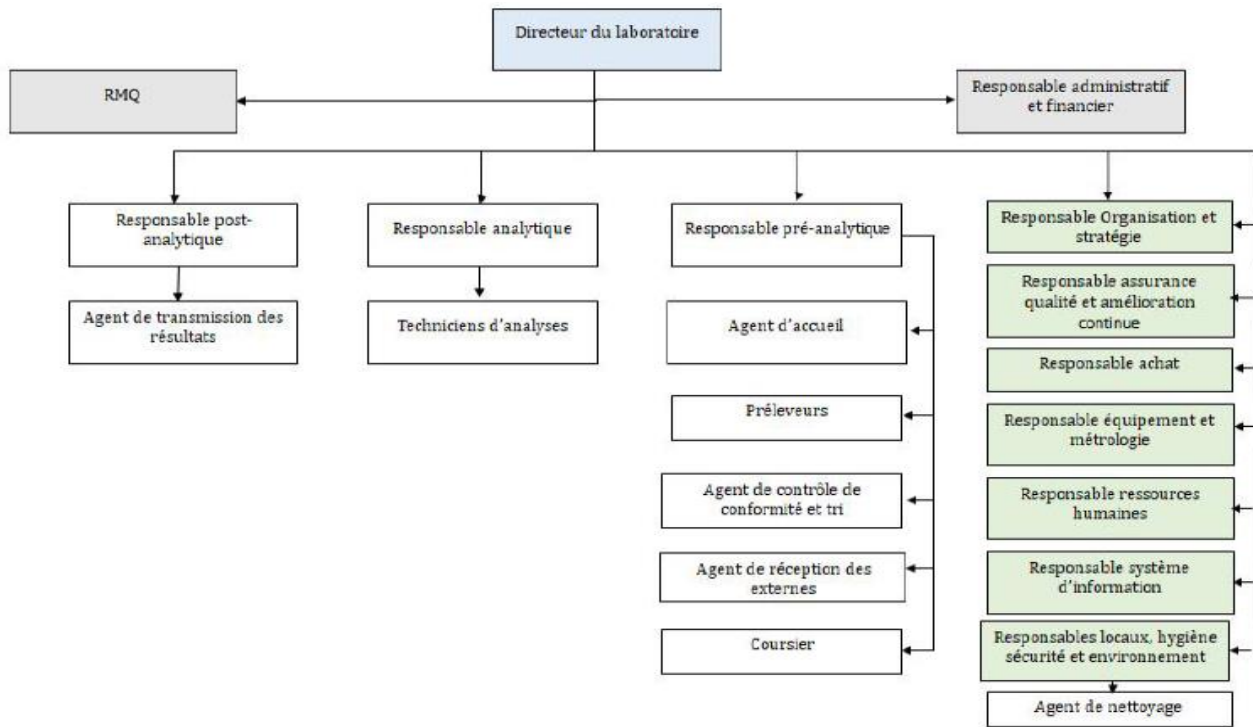 Directeur du laboratoire
RMQ
Responsable administratif
et financier
Responsable post-
analytique
Responsable analytique
Responsable pré-analytique
Responsable Organisation et
stratégie
Agent de transmission des
résultats
Techniciens d'analyses
Agent d'accueil
Préleveurs
Agent de contrôle de
conformité et tri
Agent de réception des
externes
Coursier
Responsable assurance
qualité et amélioration
continue
Responsable achat
Responsable équipement et
métrologie
Responsable ressources
humaines
Responsable système
d'information
Responsables locaux, hygiène
sécurité et environnement
Agent de nettoyage